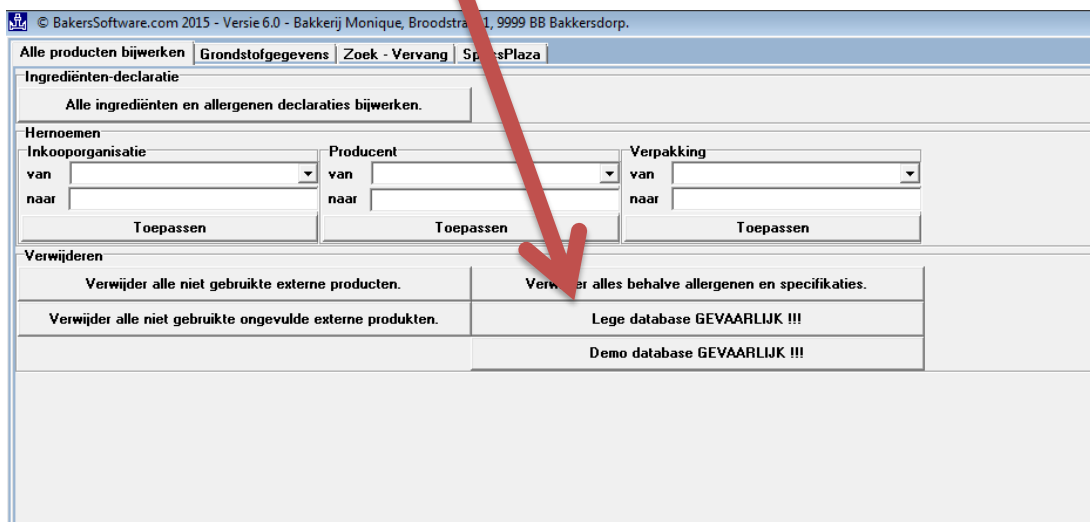 © BakersSoftware.com 2015 - Versie 6.0 - Bakkerij Monique, 1, 9999 BB Bakkersdorp.
Alle producten bijwerken Grondstofgegevens Zoek - Vervang
Ingrediënten-declaratie
Alle ingrediënten en allergenen declaraties bijwerken.
Hernoemen
Inkooporganisatie Producent Verpakking
van van van
naar naar naar
Toepassen Toepassen Toepassen
Verwijderen
Verwijder alle niet gebruikte externe producten. Verwijder alles behalve allergenen en specifikaties.
Verwijder alle niet gebruikte ongevulde externe produkten. Lege database GEVAARLIJK !!!
Demo database GEVAARLIJK !!!